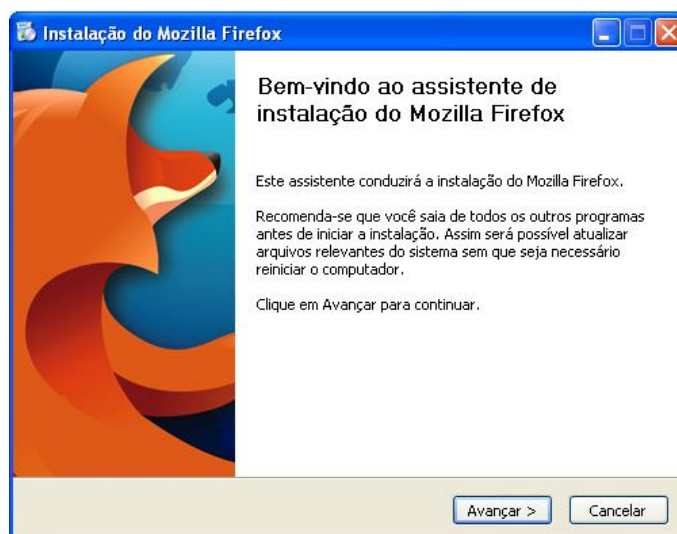 Instalação do Mozilla Firefox
Bem-vindo ao assistente de
instalação do Mozilla Firefox
Este assistente conduzirá a instalação do Mozilla Firefox.
Recomenda-se que você saia de todos os outros programas
antes de iniciar a instalação. Assim será possível atualizar
arquivos relevantes do sistema sem que seja necessário
reiniciar o computador.
Clique em Avançar para continuar.
Avançar >
Cancelar